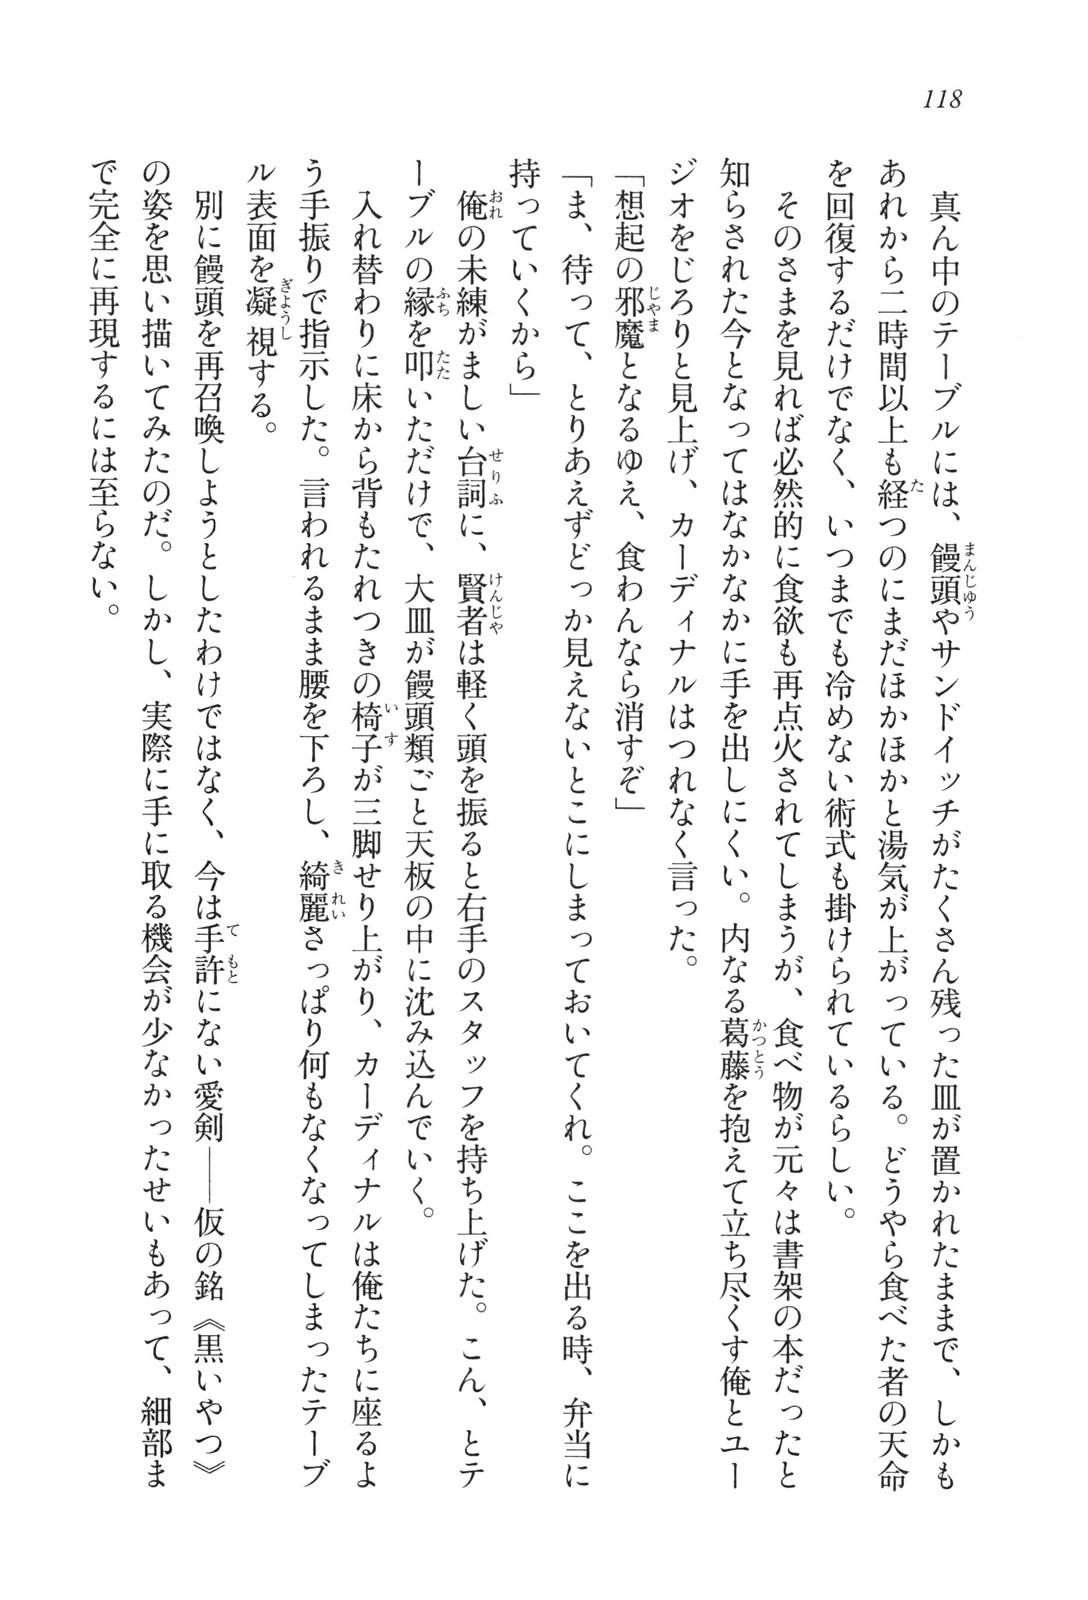 118
真ん中のテーブルには、饅頭やサンドイッチがたくさん残った皿が置かれたままで、しかも
あれから二時間以上も経つのにまだほかほかと湯気が上がっている。どうやら食べた者の天命
を回復するだけでなく、いつまでも冷めない術式も掛けられているらしい。
そのさまを見れば必然的に食欲も再点火されてしまうが、食べ物が元々は書架の本だったと
知らされた今となってはなかなかに手を出しにくい。内なる葛藤を抱えて立ち尽くす俺とユー
ジオをじろりと見上げ、カーディナルはつれなく言った。
「想起の邪魔となるゆえ、食わんなら消すぞ」
「ま、待って、とりあえずどっか見えないとこにしまっておいてくれ。ここを出る時、弁当に
持っていくから」
俺の未練がましい台詞に、賢者は軽く頭を振ると右手のスタッフを持ち上げた。こん、とテ
ーブルの縁を叩いただけで、大皿が饅頭類ごと天板の中に沈み込んでいく。
入れ替わりに床から背もたれつきの椅子が三脚せり上がり、カーディナルは俺たちに座るよ
う手振りで指示した。言われるまま腰を下ろし、綺麗さっぱり何もなくなってしまったテーブ
ル表面を凝視する。
別に饅頭を再召喚しようとしたわけではなく、今は手許にない愛剣――仮の銘《黒いやつ》
の姿を思い描いてみたのだ。しかし、実際に手に取る機会が少なかったせいもあって、細部ま
で完全に再現するには至らない。